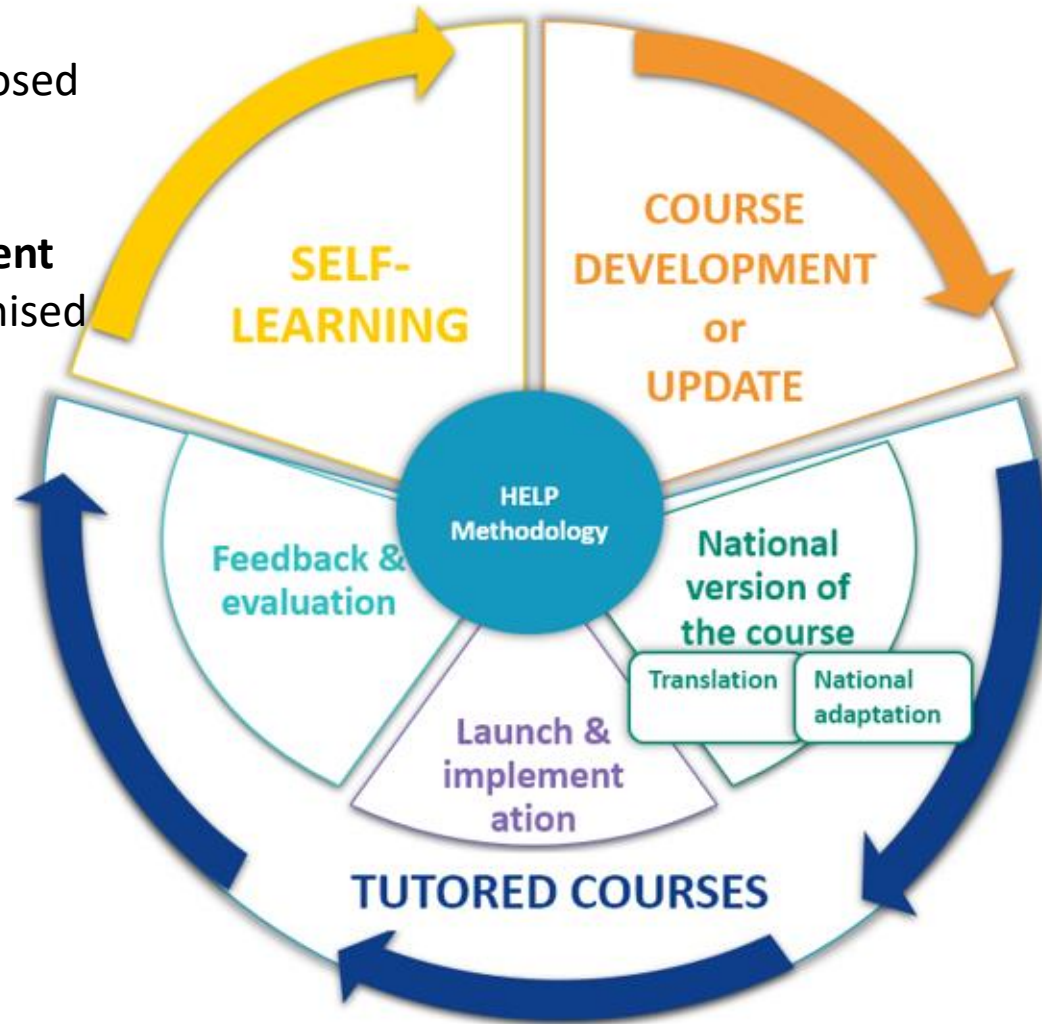 osed
ent
nised
SELF-
LEARNING
COURSE
DEVELOPMENT
or
UPDATE
HELP
Methodology
Feedback &
evaluation
National
version of
the course
Translation
National
adaptation
Launch &
implement
ation
TUTORED COURSES